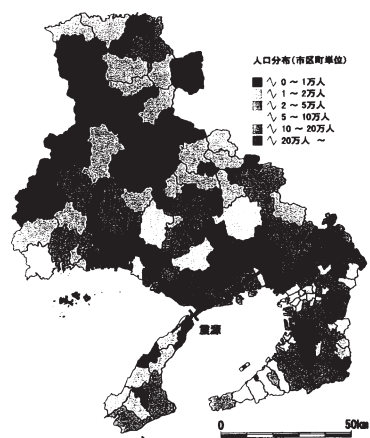 人口分布(市区町単位)
0 ~ 1万人
1 ~ 2万人
2 ~ 5万人
5 ~ 10万人
10 ~ 20万人
20万人 ~
震源
0 50km